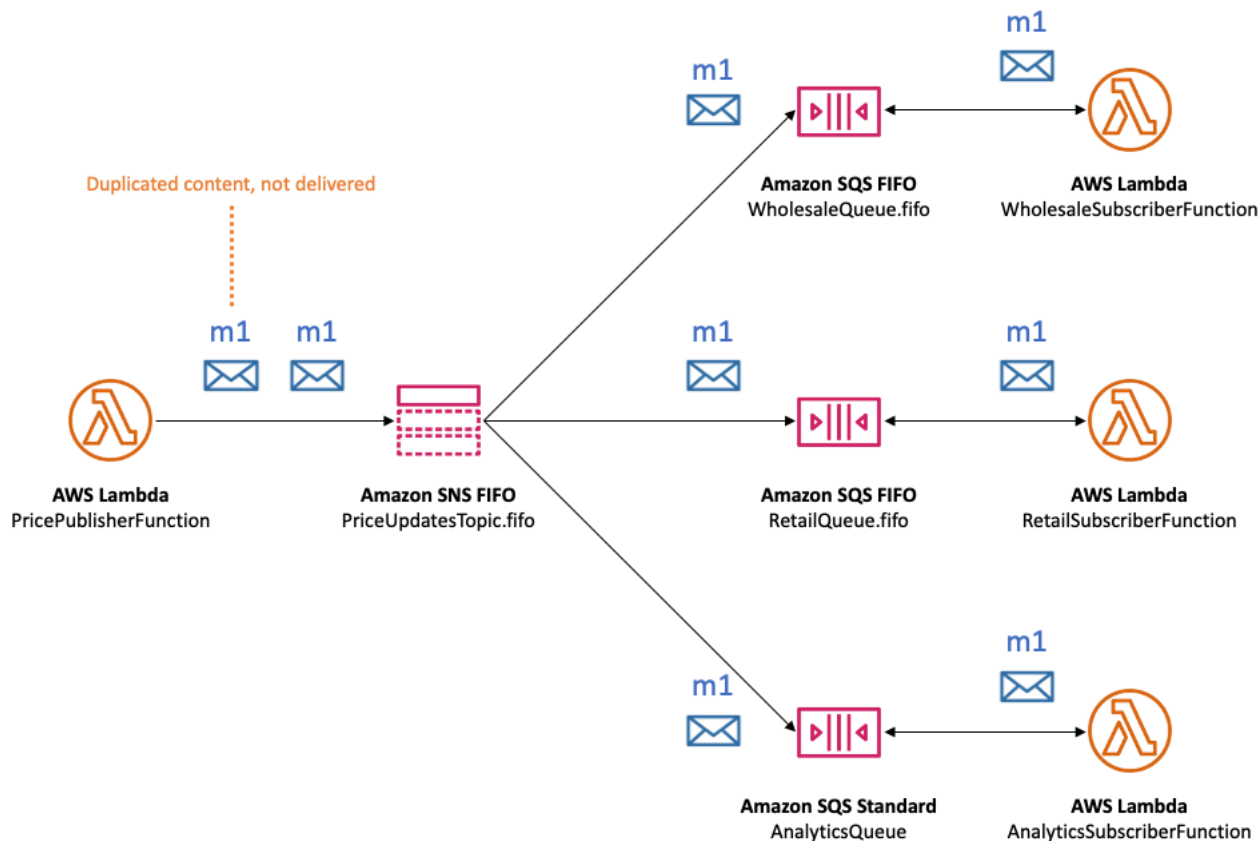 m1
m1
Amazon SQS FIFO
WholesaleQueue.fifo
AWS Lambda
WholesaleSubscriberFunction
Duplicated content, not delivered
m1
m1
m1
m1
AWS Lambda
PricePublisherFunction
Amazon SNS FIFO
PriceUpdatesTopic.fifo
Amazon SQS FIFO
RetailQueue.fifo
AWS Lambda
RetailSubscriberFunction
m1
m1
Amazon SQS Standard
AnalyticsQueue
AWS Lambda
AnalyticsSubscriberFunction